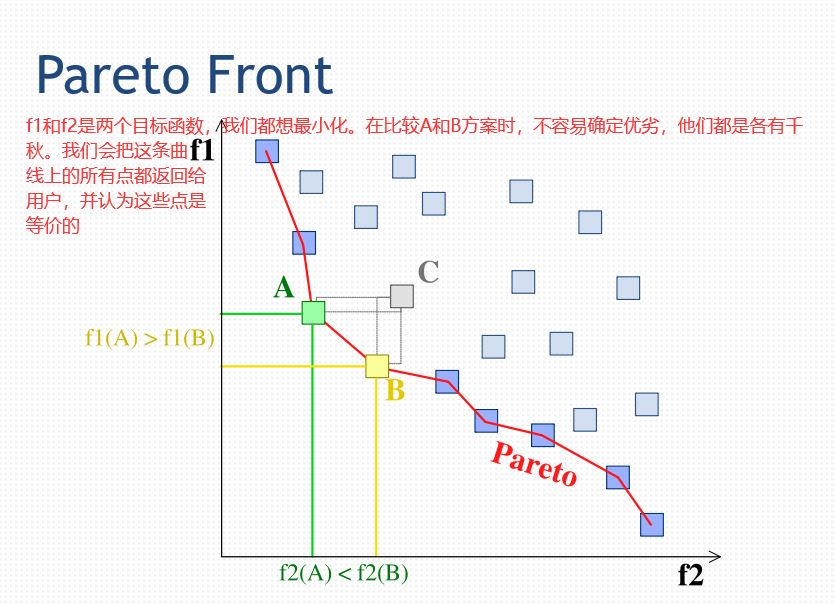 Pareto Front
f1和f2是两个目标函数，我们都想最小化。在比较A和B方案时，不容易确定优劣，他们都是各有千
秋。我们会把这条曲
线上的所有点都返回给
用户，并认为这些点是
等价的
f1
C
A
f1(A) > f1(B)
B
Pareto
f2(A) < f2(B)
f2